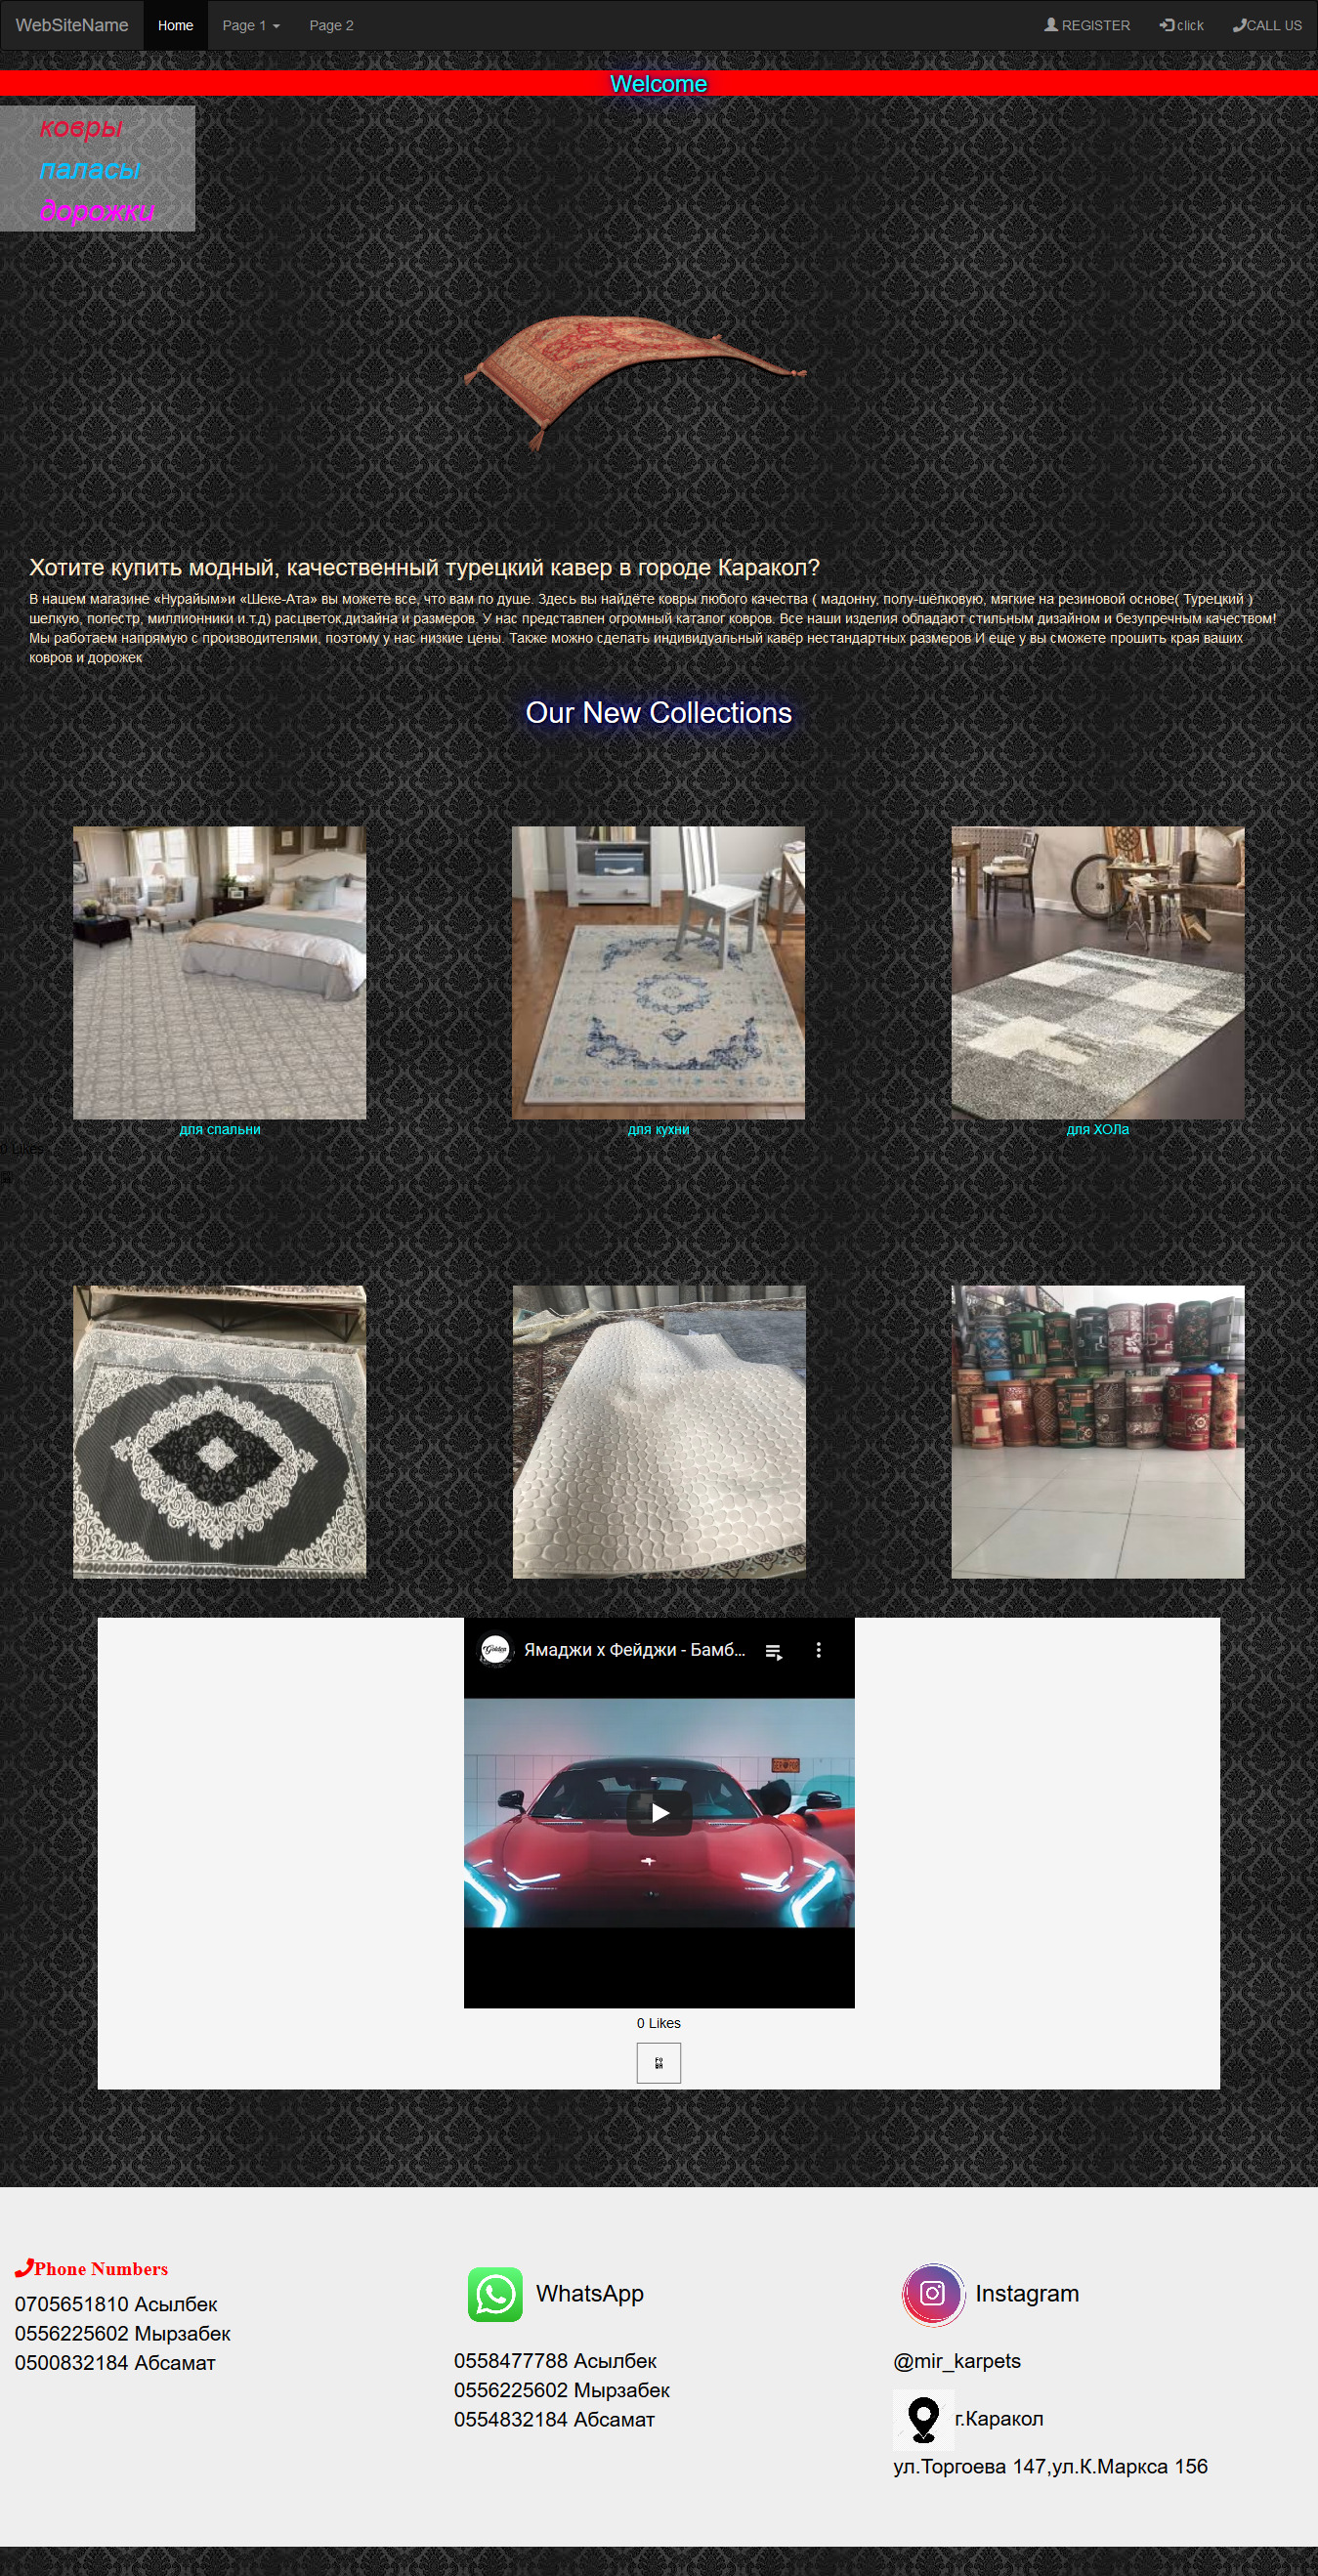 WebSiteName Home Page 1 Page 2 REGISTER click CALL US
Welcome
ковры
паласы
дорожки
Хотите купить модный, качественный турецкий кавер в городе Каракол?
В нашем магазине «Нурайым»и «Шеке-Ата» вы можете все, что вам по душе. Здесь вы найдёте ковры любого качества ( мадонну, полу-шёлковую, мягкие на резиновой основе( Турецкий )
шелкую, полестр, миллионники и.т.д) расцветок,дизайна и размеров. У нас представлен огромный каталог ковров. Все наши изделия обладают стильным дизайном и безупречным качеством!
Мы работаем напрямую с производителями, поэтому у нас низкие цены. Также можно сделать индивидуальный кавёр нестандартных размеров И еще у вы сможете прошить края ваших
ковров и дорожек
Our New Collections
для спальни для кухни для ХОЛа
0 Likes
Golden Ямаджи х Фейджи - Бамб...
0 Likes
Phone Numbers
0705651810 Асылбек
0556225602 Мырзабек
0500832184 Абсамат
WhatsApp
0558477788 Асылбек
0556225602 Мырзабек
0554832184 Абсамат
Instagram
@mir_karpets
г.Каракол
ул.Торгоева 147,ул.К.Маркса 156